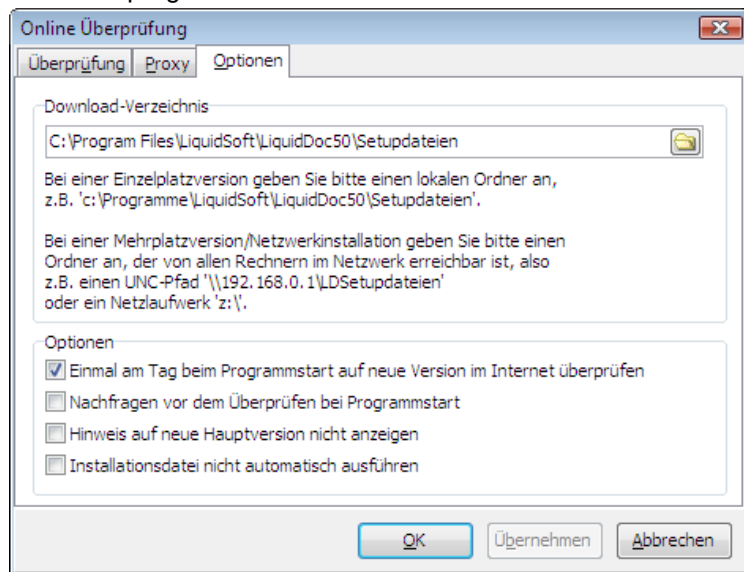 Online Überprüfung
Überprüfung Proxy Optionen
Download-Verzeichnis
C:\Program Files\LiquidSoft\LiquidDoc50\Setupdateien
Bei einer Einzelplatzversion geben Sie bitte einen lokalen Ordner an,
z.B. 'c:\Programme\LiquidSoft\LiquidDoc50\Setupdateien'.
Bei einer Mehrplatzversion/Netzwerkinstallation geben Sie bitte einen
Ordner an, der von allen Rechnern im Netzwerk erreichbar ist, also
z.B. einen UNC-Pfad '\\192.168.0.1\LDSetupdateien'
oder ein Netzlaufwerk 'z:\'.
Optionen
Einmal am Tag beim Programmstart auf neue Version im Internet überprüfen
Nachfragen vor dem Überprüfen bei Programmstart
Hinweis auf neue Hauptversion nicht anzeigen
Installationsdatei nicht automatisch ausführen
OK Übernehmen Abbrechen